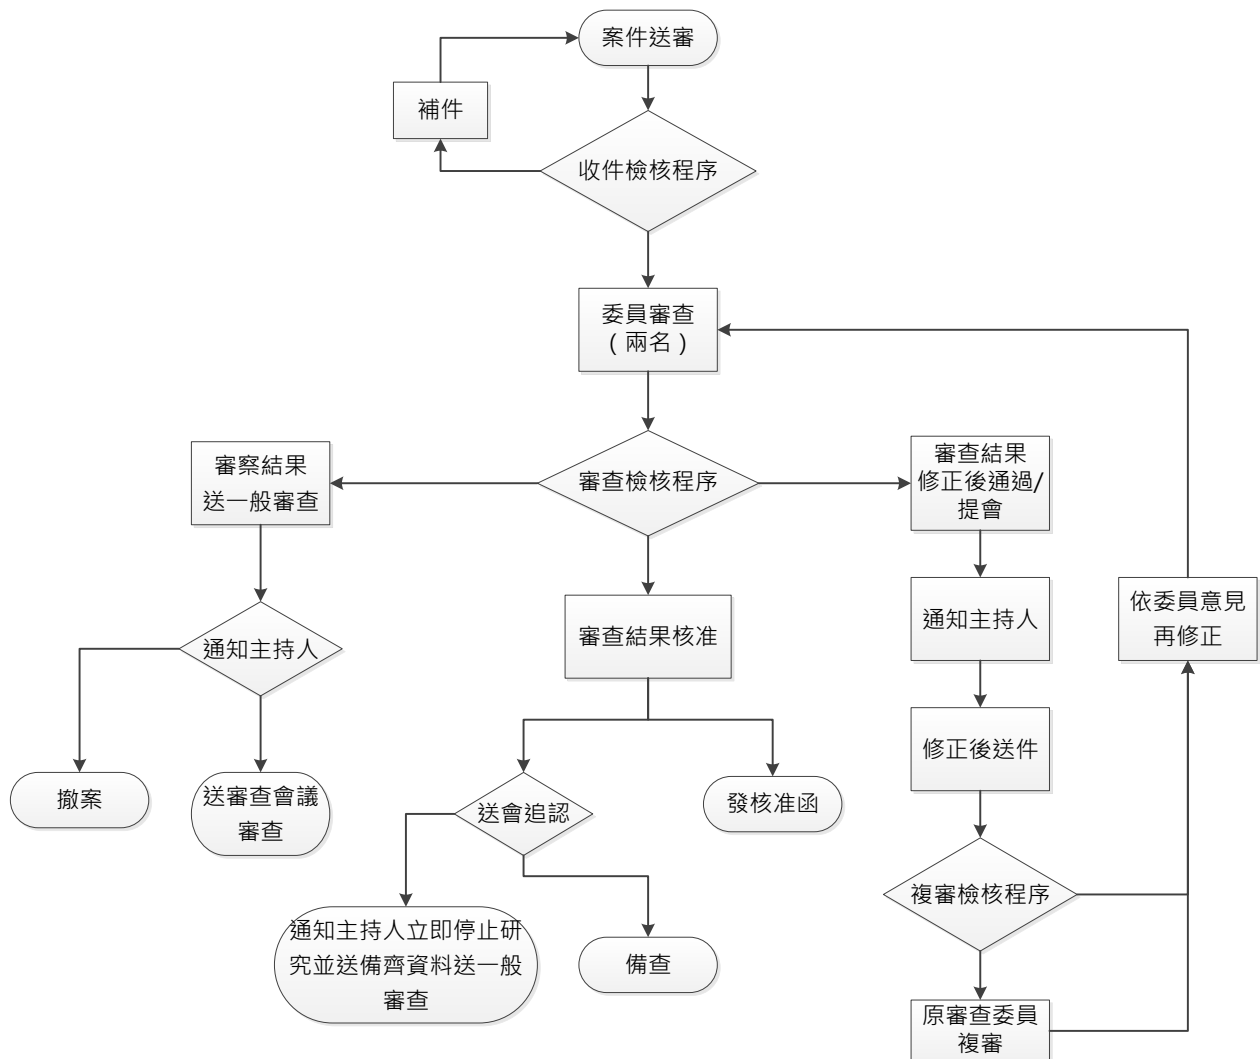 案件送審
補件
收件檢核程序
委員審查
（兩名）
審察結果
送一般審查
審查檢核程序
審查結果
修正後通過/
提會
通知主持人
審查結果核准
通知主持人
依委員意見
再修正
修正後送件
撤案
送審查會議
審查
送會追認
發核准函
複審檢核程序
通知主持人立即停止研
究並送備齊資料送一般
審查
備查
原審查委員
複審